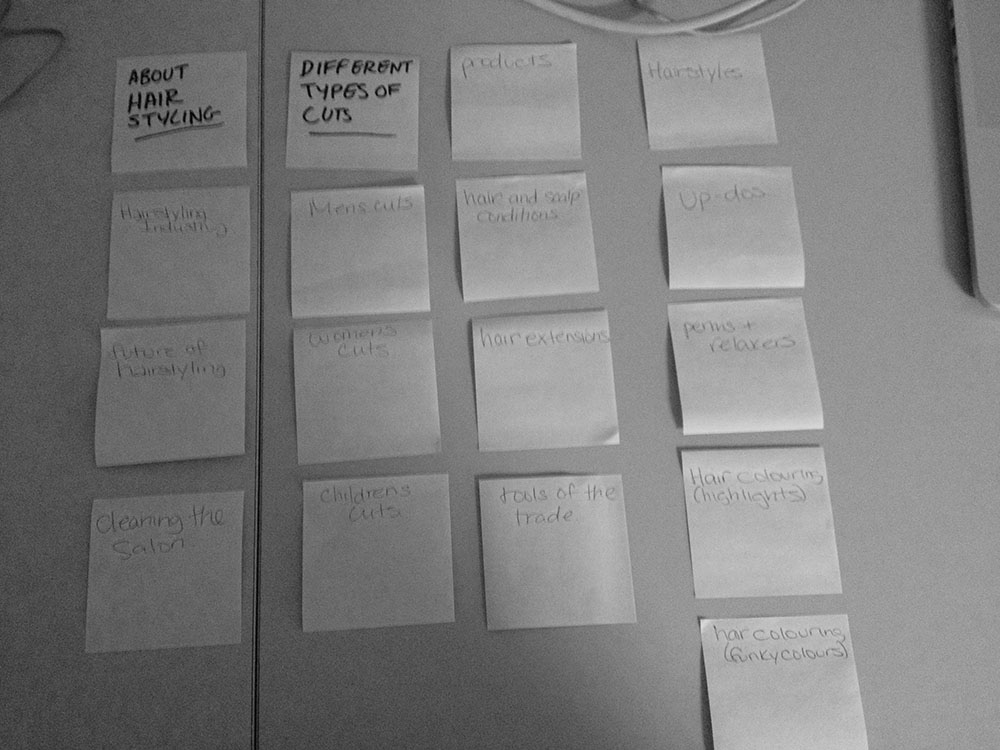 ABOUT
HAIR
STYLING
Hairstyling
Industry
future of
hairstyling
cleaning the
Salon
DIFFERENT
TYPES OF
CUTS
Mens cuts
womens
cuts
childrens
cuts
products
hair and scalp
conditions
hair extensions
tools of the
trade
Hairstyles
Up-dos
perms +
relaxers
Hair colouring
(highlights)
hair colouring
(funky colours)